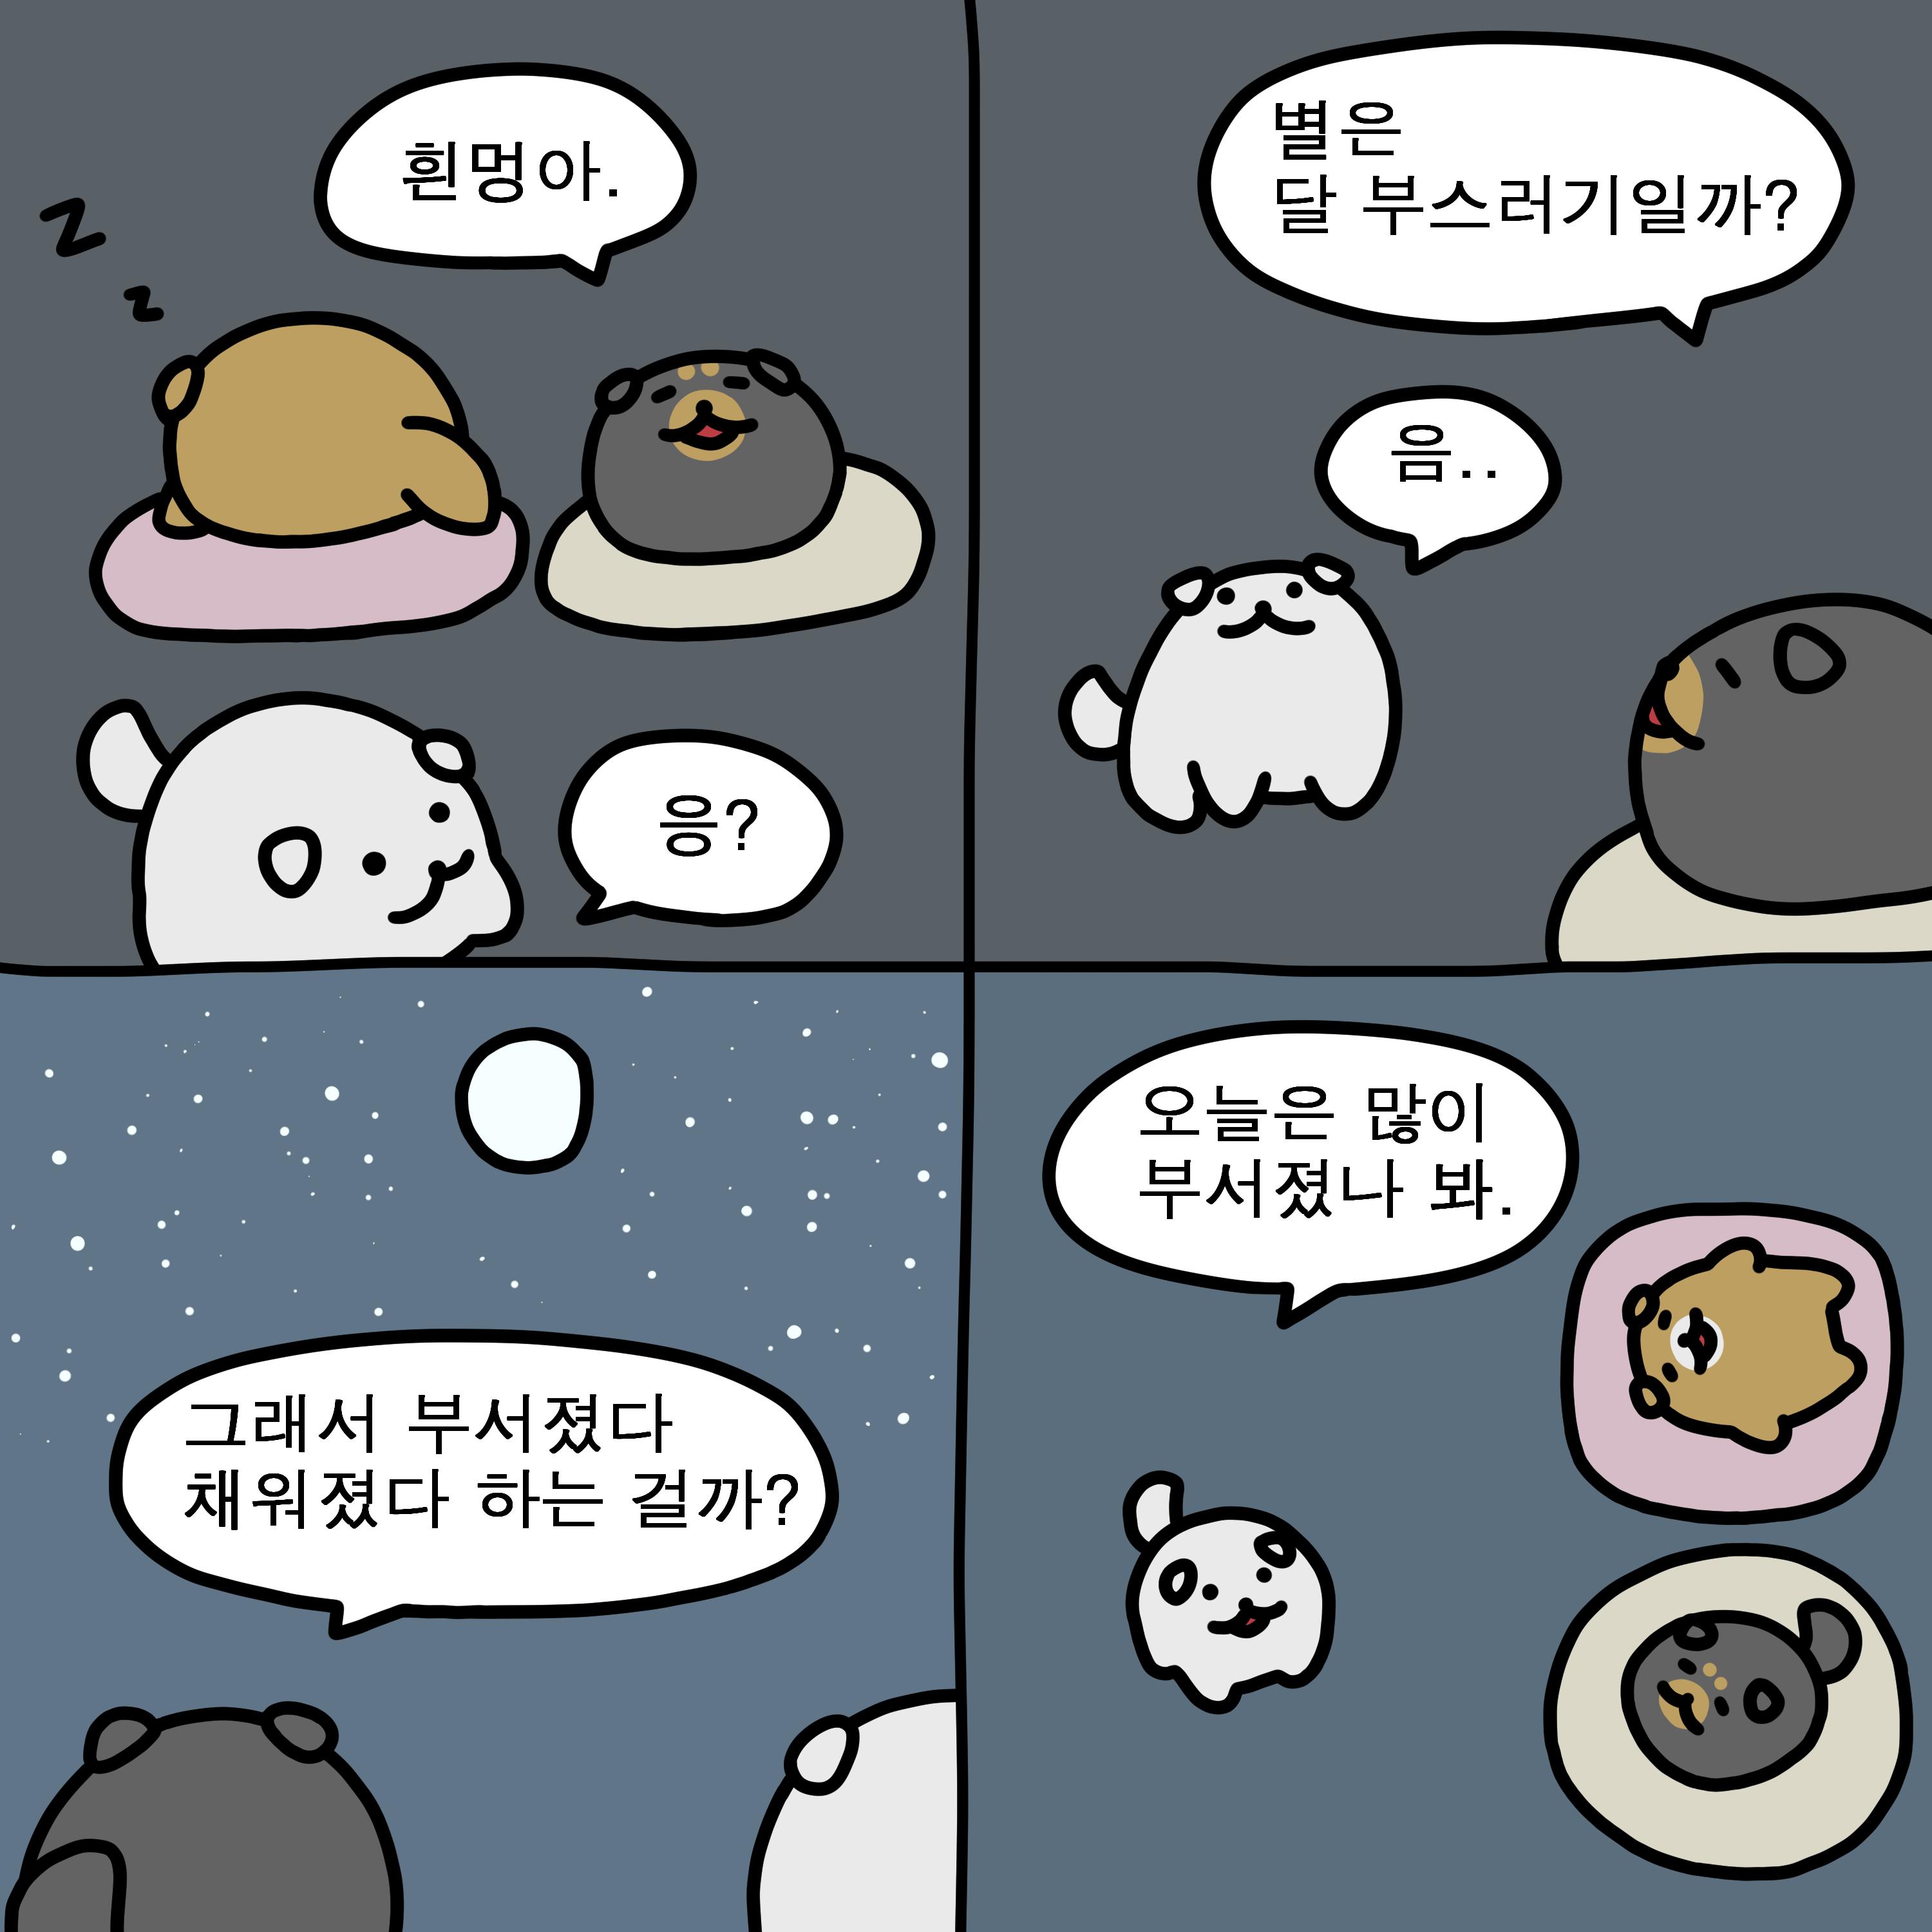 흰멍아.
응?
별은
달 부스러기일까?
음..
그래서 부서졌다
채워졌다 하는 걸까?
오늘은 많이
부서졌나 봐.